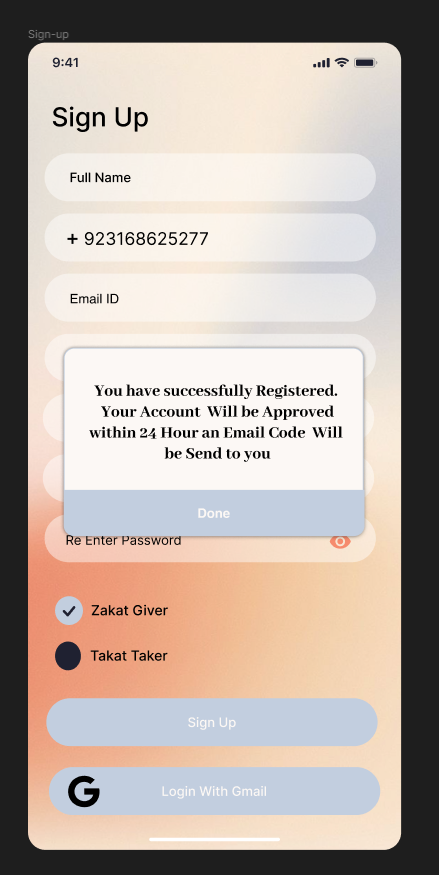 Sign-up
9:41
Sign Up
Full Name
+ 923168625277
Email ID
You have successfully Registered.
Your Account Will be Approved
within 24 Hour an Email Code Will
be Send to you
Done
Re Enter Password
Zakat Giver
Takat Taker
Sign Up
G
Login With Gmail